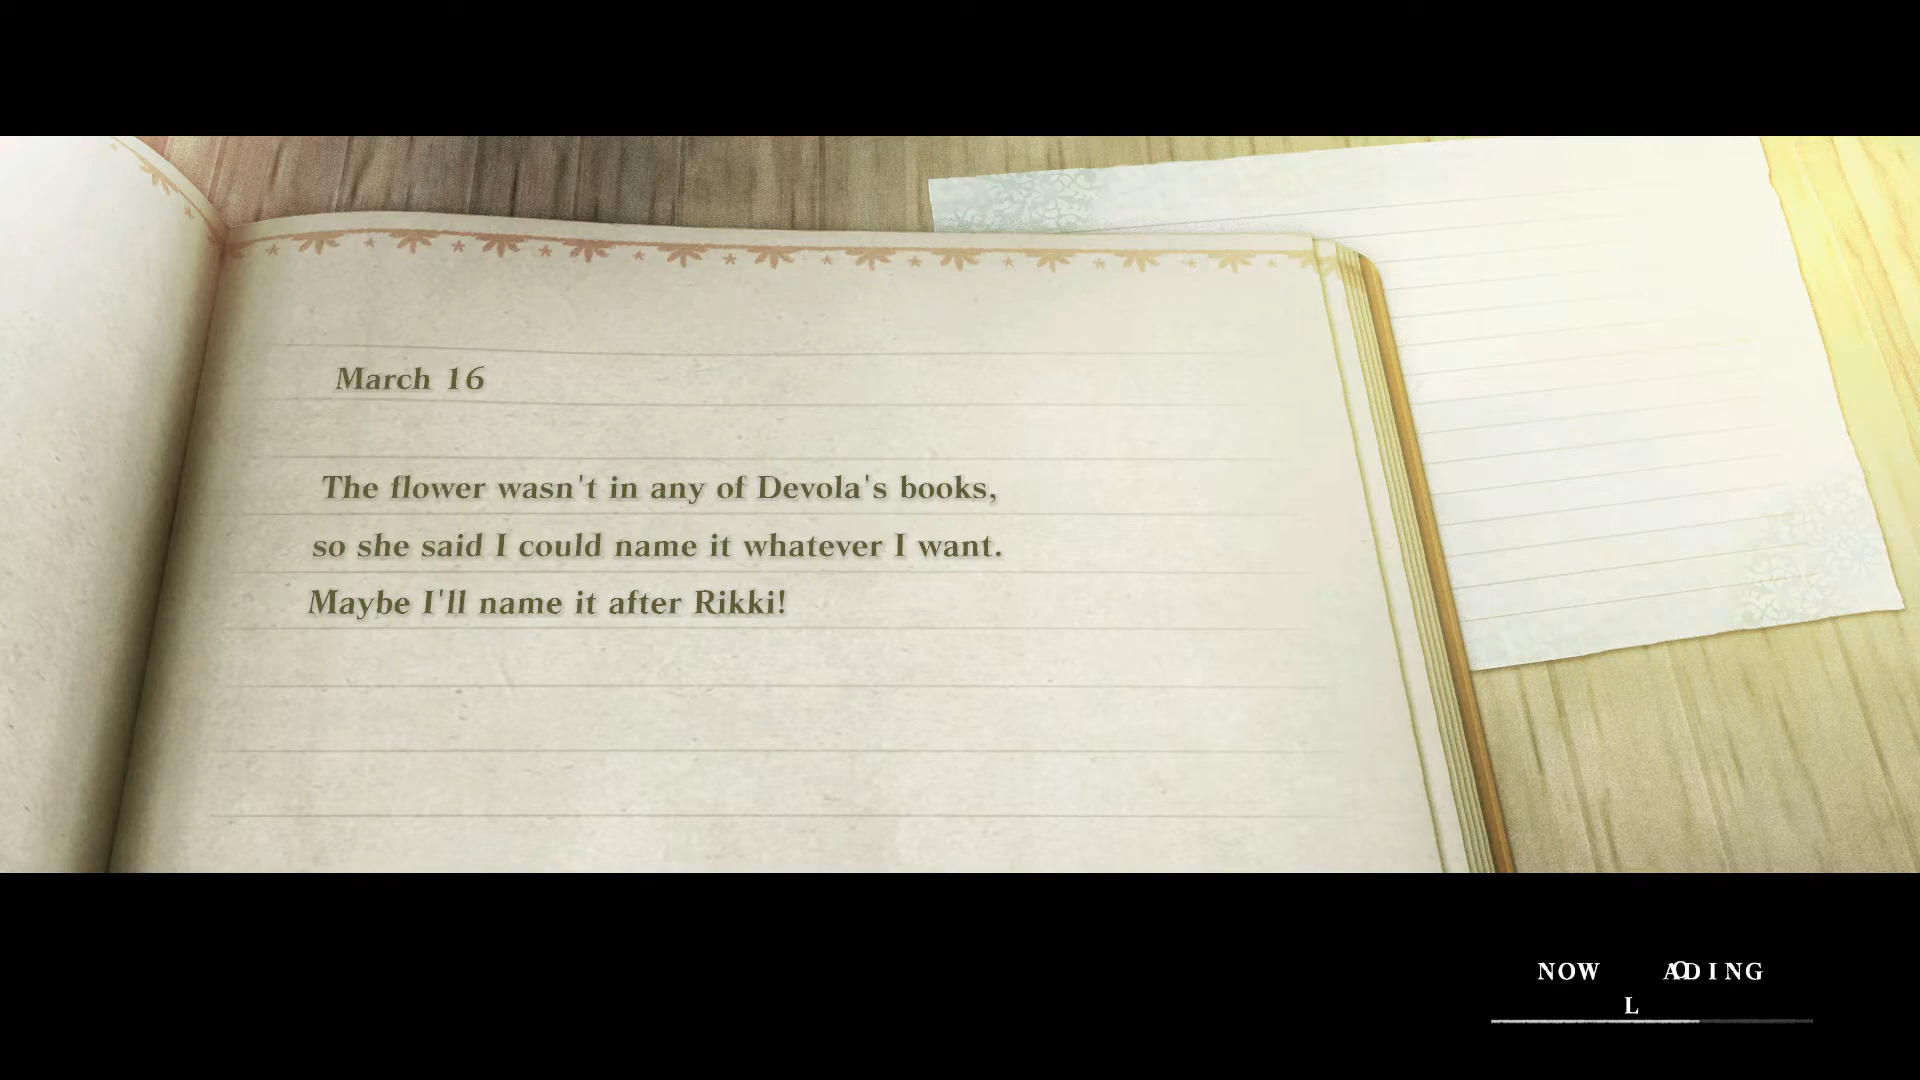 March 16
The flower wasn't in any of Devola's books,
so she said I could name it whatever I want.
Maybe I'll name it after Rikki!
NOW LOADING